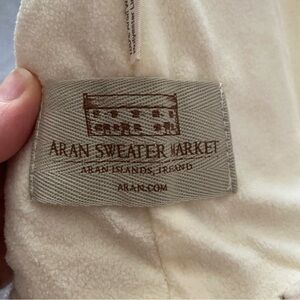 ARAN SWEATER MARKET
ARAN ISLANDS, IRELAND
ARAN.COM